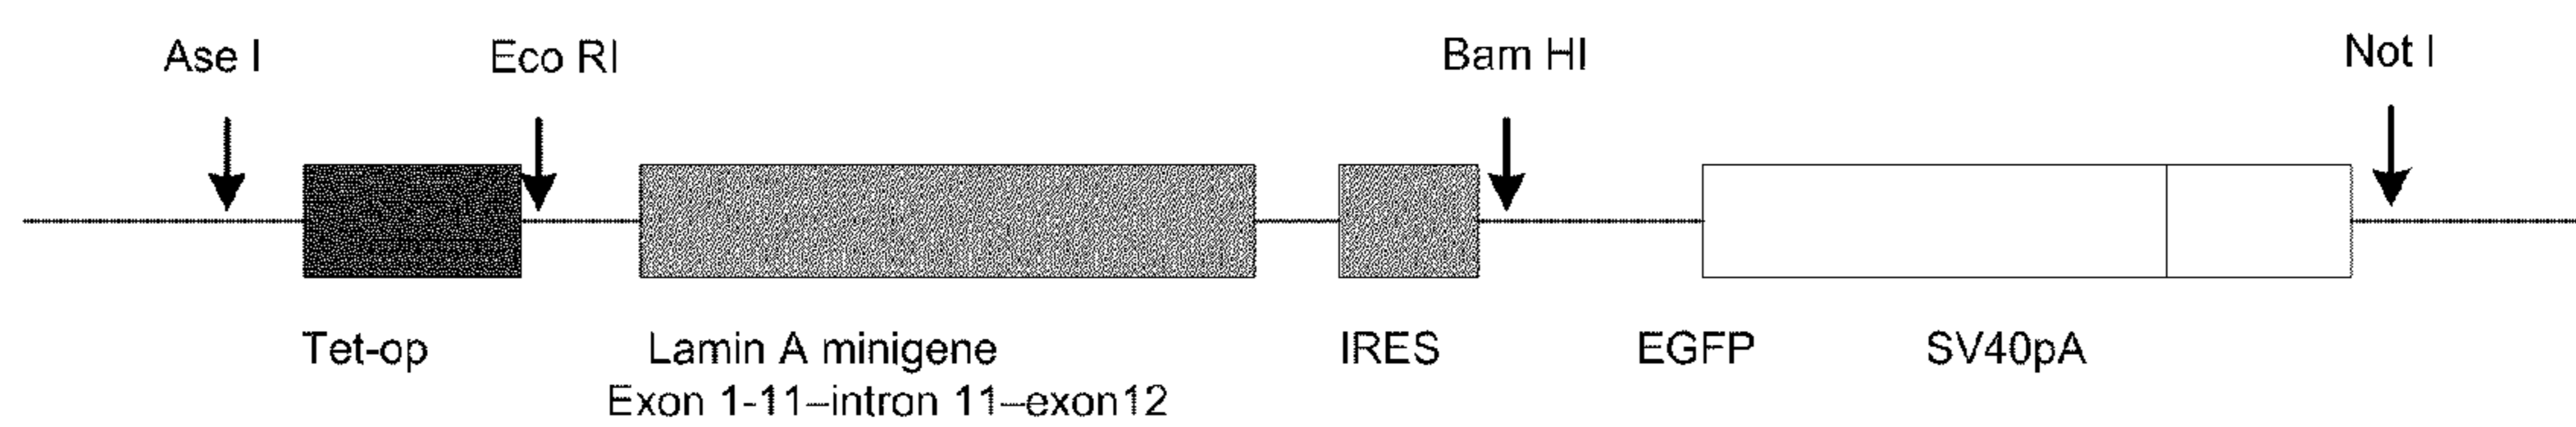 Ase I
Eco RI
Bam HI
Not I
Tet-op
Lamin A minigene
Exon 1-11–intron 11–exon12
IRES
EGFP
SV40pA